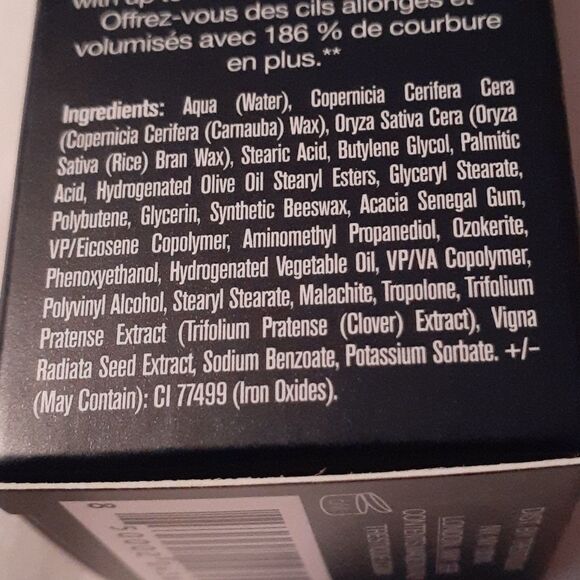 with up to
Offrez-vous des cils allongés et
volumisés avec 186 % de courbure
en plus.**
Ingredients: Aqua (Water), Copernicia Cerifera Cera
(Copernicia Cerifera (Carnauba) Wax), Oryza Sativa Cera (Oryza
Sativa (Rice) Bran Wax), Stearic Acid, Butylene Glycol, Palmitic
Acid, Hydrogenated Olive Oil Stearyl Esters, Glyceryl Stearate,
Polybutene, Glycerin, Synthetic Beeswax, Acacia Senegal Gum,
VP/Eicosene Copolymer, Aminomethyl Propanediol, Ozokerite,
Phenoxyethanol, Hydrogenated Vegetable Oil, VP/VA Copolymer,
Polyvinyl Alcohol, Stearyl Stearate, Malachite, Tropolone, Trifolium
Pratense Extract (Trifolium Pratense (Clover) Extract), Vigna
Radiata Seed Extract, Sodium Benzoate, Potassium Sorbate. +/-
(May Contain): CI 77499 (Iron Oxides).
8